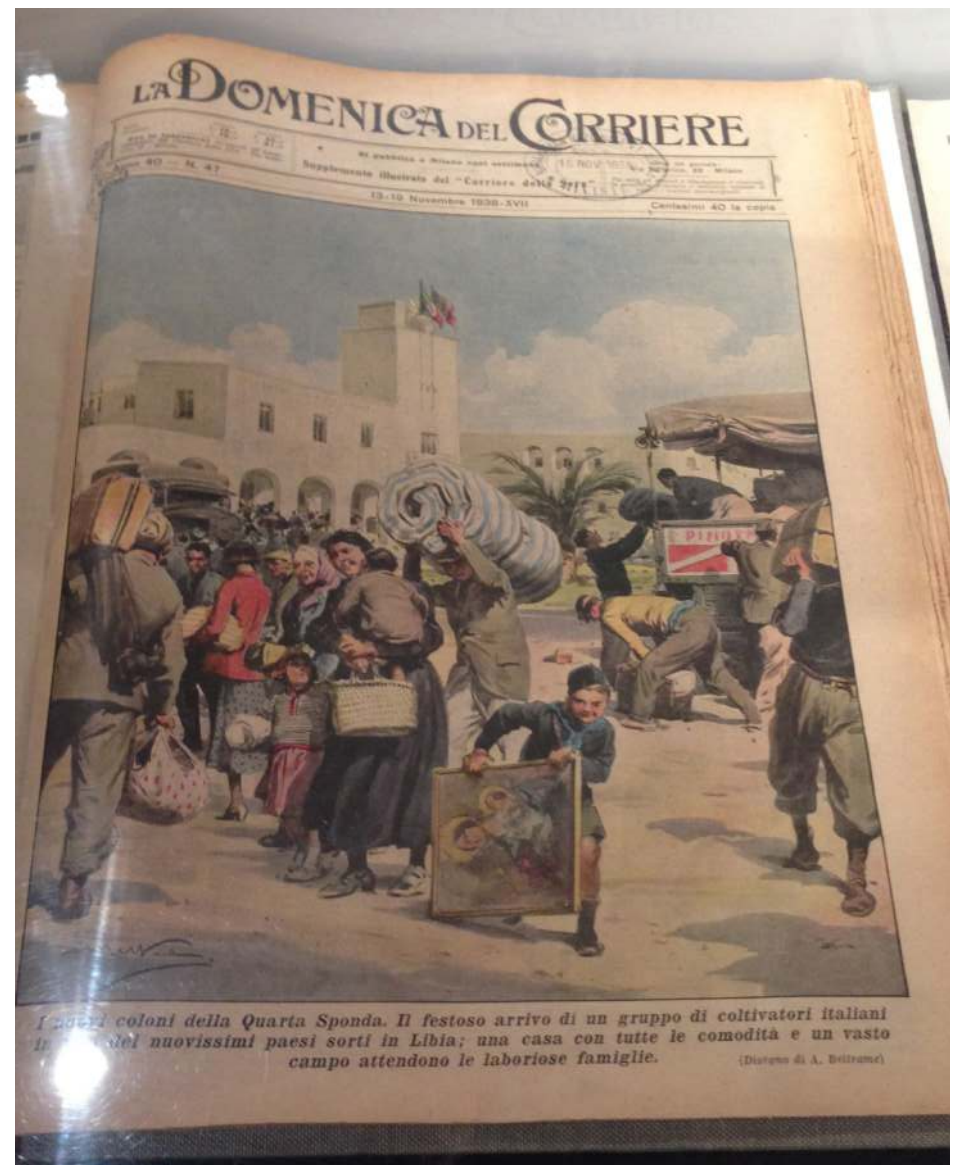 LA DOMENICA DEL CORRIERE
Anno 40 — N. 47
Si pubblica a Milano ogni settimana
Supplemento illustrato del "Corriere della Sera"
Milano
13-19 Novembre 1938-XVII
Centesimi 40 la copia
I coloni della Quarta Sponda. Il festoso arrivo di un gruppo di coltivatori italiani
dei nuovissimi paesi sorti in Libia; una casa con tutte le comodità e un vasto
campo attendono le laboriose famiglie.
(Disegno di A. Beltrame)